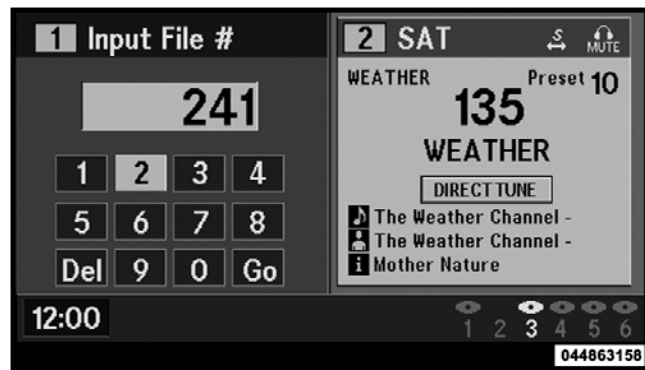 1 Input File #
241
1 2 3 4
5 6 7 8
Del 9 0 Go
2 SAT S MUTE
WEATHER Preset 10
135
WEATHER
DIRECT TUNE
The Weather Channel -
The Weather Channel -
i Mother Nature
12:00
1 2 3 4 5 6
044863158